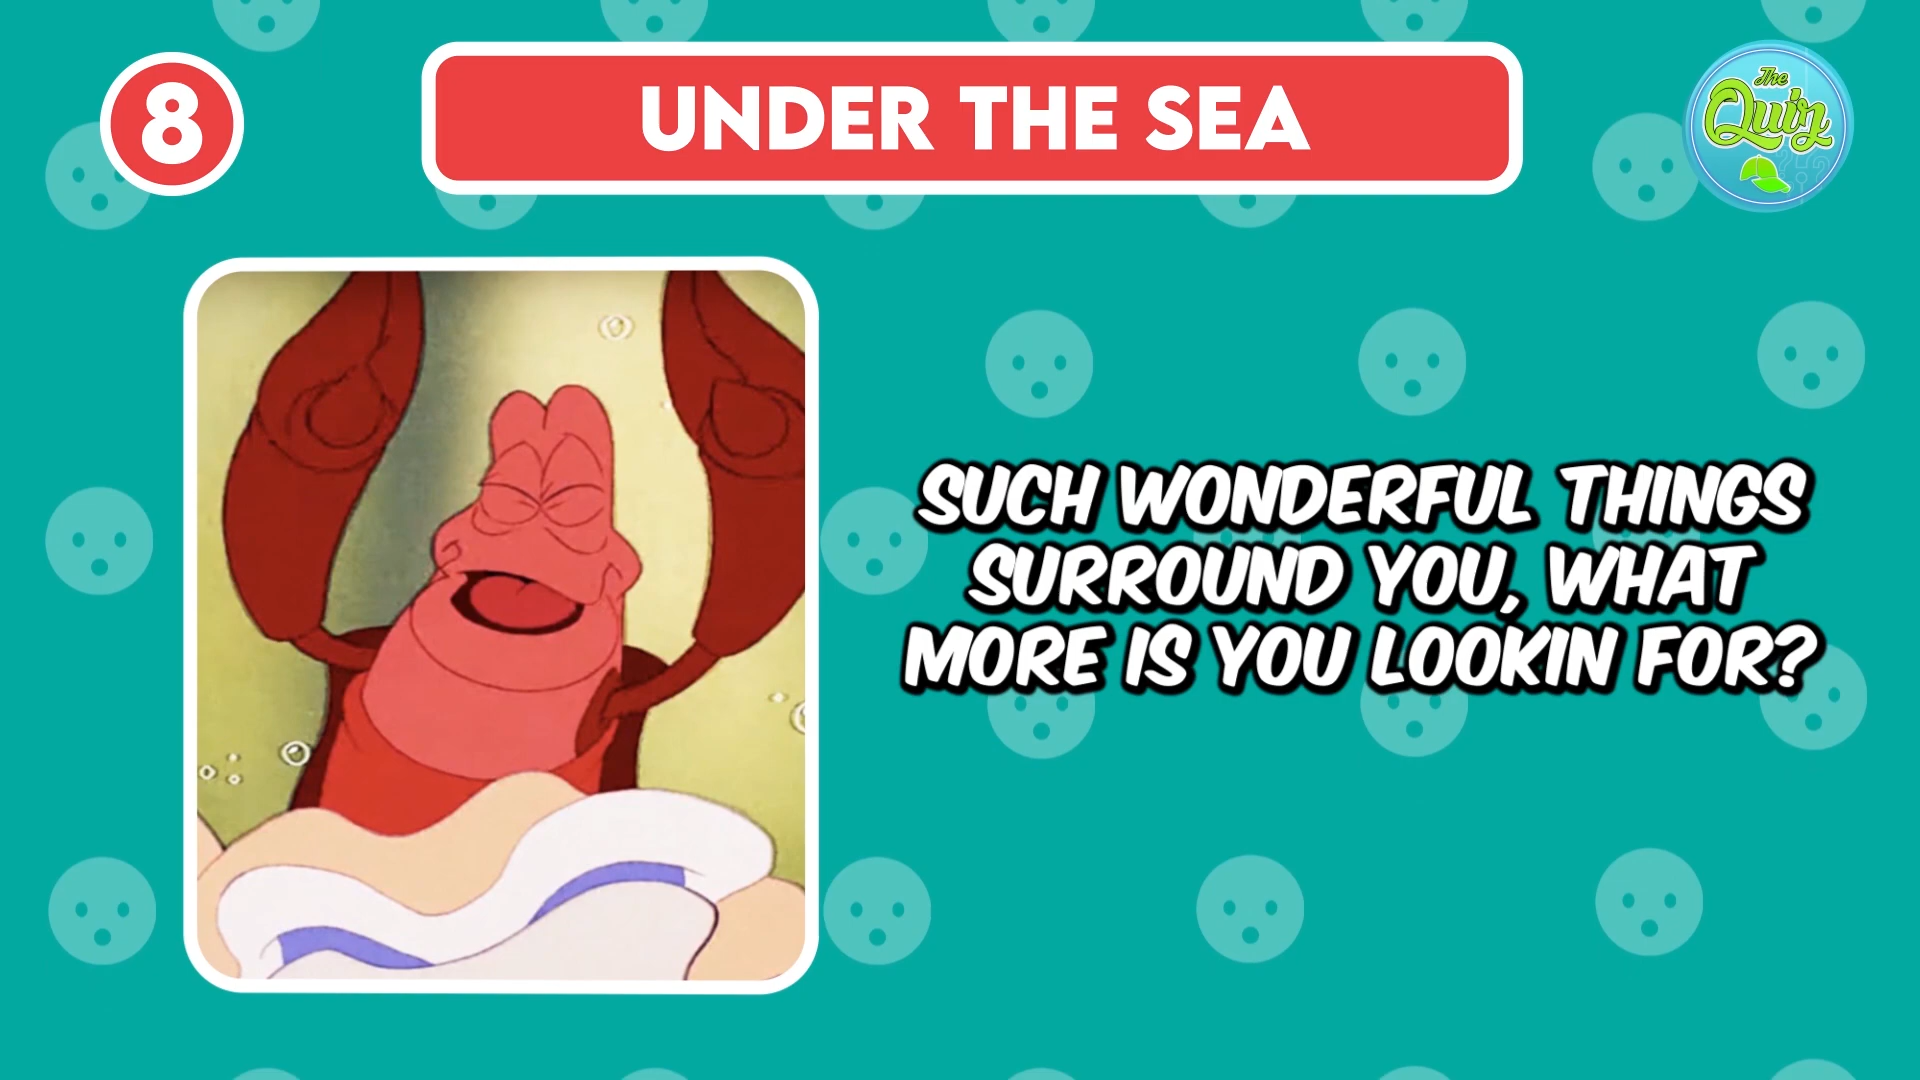 8
UNDER THE SEA
The
Quiz
SUCH WONDERFUL THINGS
SURROUND YOU, WHAT
MORE IS YOU LOOKIN FOR?